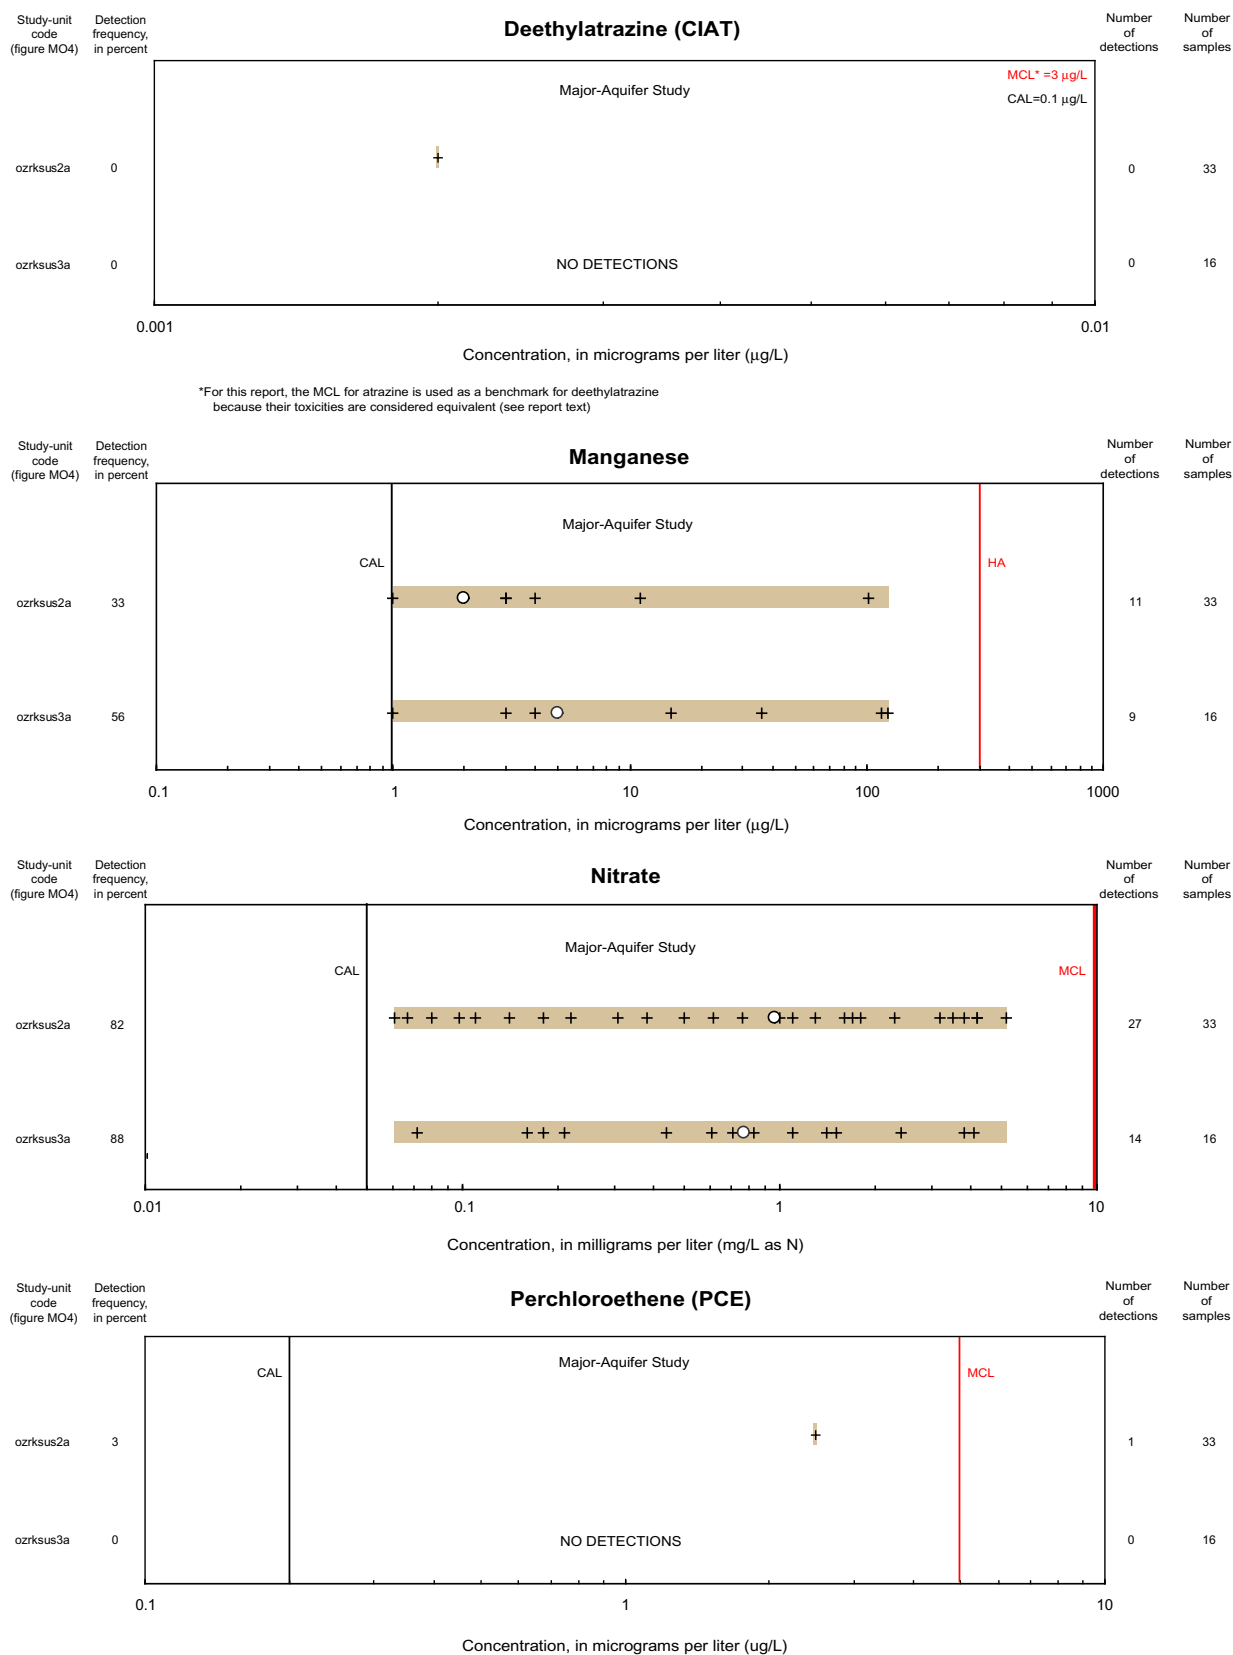 Study-unit
code
(figure MO4)
Detection
frequency,
in percent
Deethylatrazine (CIAT)
Number
of
detections
Number
of
samples
Major-Aquifer Study
MCL* =3 µg/L
CAL=0.1 µg/L
ozrksus2a 0 0 33
ozrksus3a 0 NO DETECTIONS 0 16
0.001 0.01
Concentration, in micrograms per liter (µg/L)
*For this report, the MCL for atrazine is used as a benchmark for deethylatrazine
because their toxicities are considered equivalent (see report text)
Study-unit
code
(figure MO4)
Detection
frequency,
in percent
Manganese
Number
of
detections
Number
of
samples
Major-Aquifer Study
CAL
HA
ozrksus2a 33 11 33
ozrksus3a 56 9 16
0.1 1 10 100 1000
Concentration, in micrograms per liter (µg/L)
Study-unit
code
(figure MO4)
Detection
frequency,
in percent
Nitrate
Number
of
detections
Number
of
samples
Major-Aquifer Study
CAL
MCL
ozrksus2a 82 27 33
ozrksus3a 88 14 16
0.01 0.1 1 10
Concentration, in milligrams per liter (mg/L as N)
Study-unit
code
(figure MO4)
Detection
frequency,
in percent
Perchloroethene (PCE)
Number
of
detections
Number
of
samples
Major-Aquifer Study
CAL
MCL
ozrksus2a 3 1 33
ozrksus3a 0 NO DETECTIONS 0 16
0.1 1 10
Concentration, in micrograms per liter (ug/L)